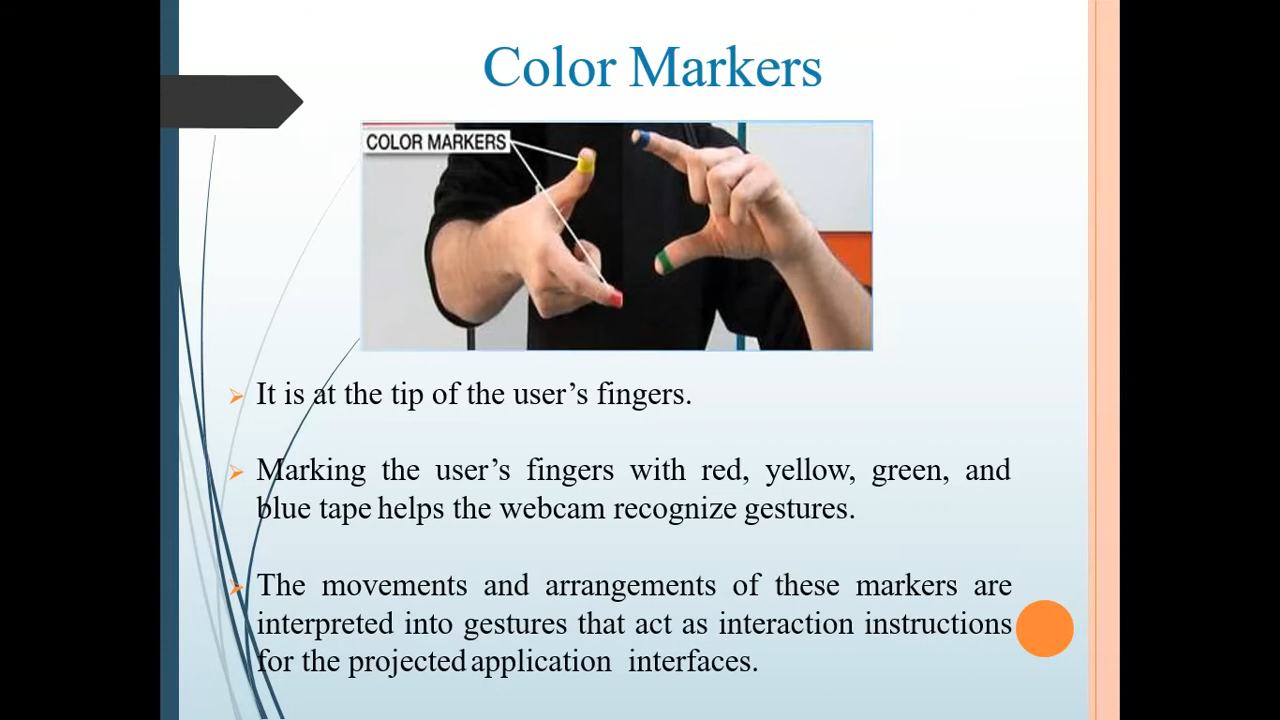 Color Markers
COLOR MARKERS
It is at the tip of the user’s fingers.
Marking the user’s fingers with red, yellow, green, and
blue tape helps the webcam recognize gestures.
The movements and arrangements of these markers are
interpreted into gestures that act as interaction instructions
for the projected application interfaces.